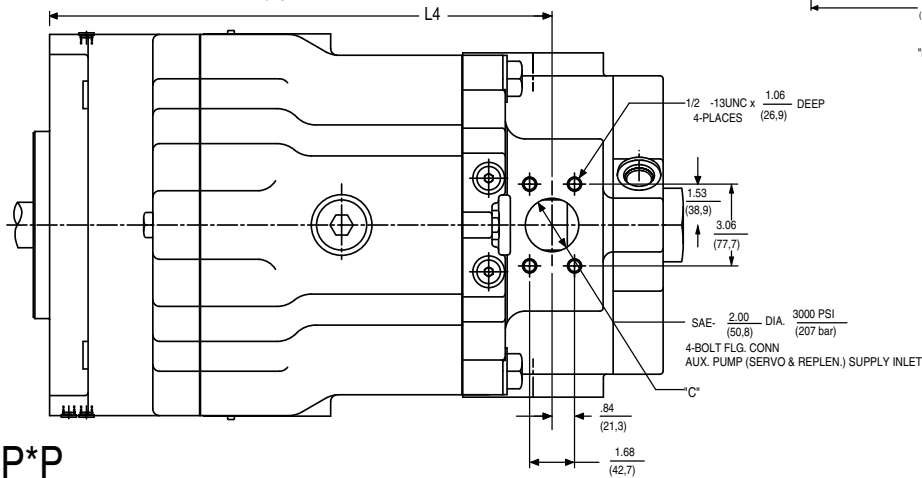 L4
1/2 -13UNC x 1.06 DEEP
(26,9)
4-PLACES
1.53
(38,9)
3.06
(77,7)
SAE- 2.00 DIA. 3000 PSI
(50,8) (207 bar)
4-BOLT FLG. CONN
AUX. PUMP (SERVO & REPLEN.) SUPPLY INLET
"C"
.84
(21,3)
1.68
(42,7)
P*P